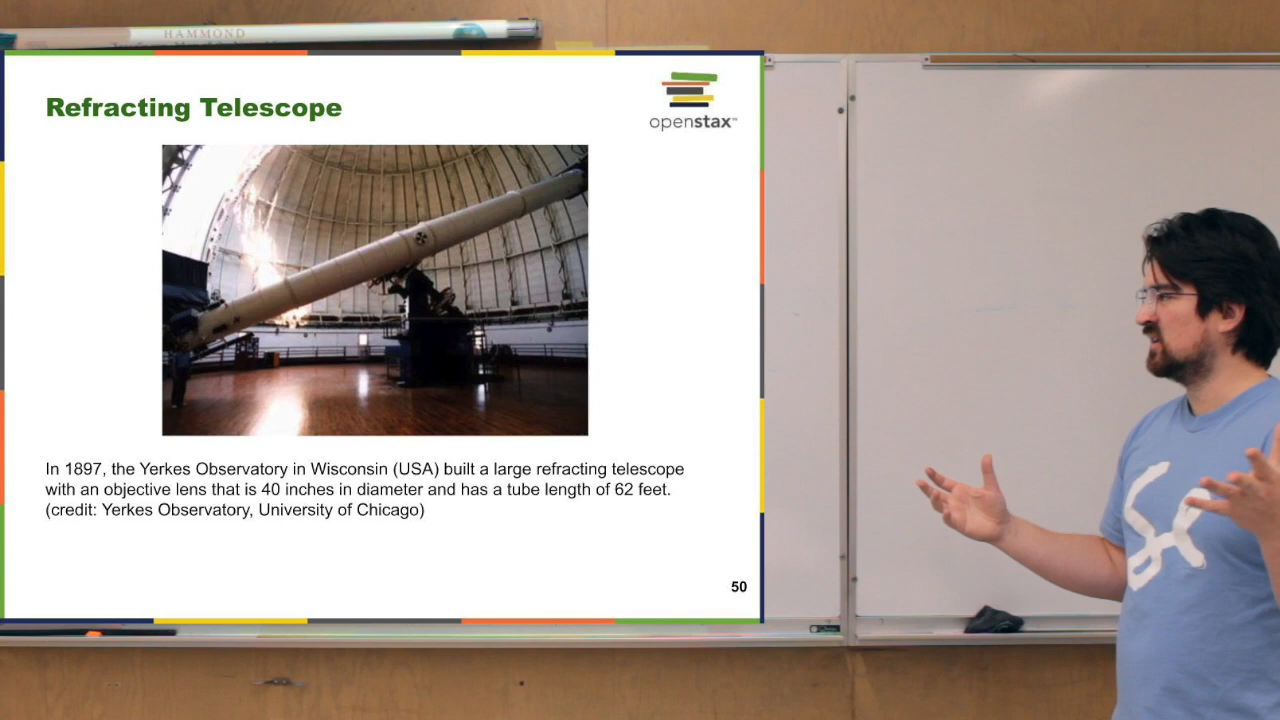 HAMMOND
Refracting Telescope
openstax™
In 1897, the Yerkes Observatory in Wisconsin (USA) built a large refracting telescope
with an objective lens that is 40 inches in diameter and has a tube length of 62 feet.
(credit: Yerkes Observatory, University of Chicago)
50